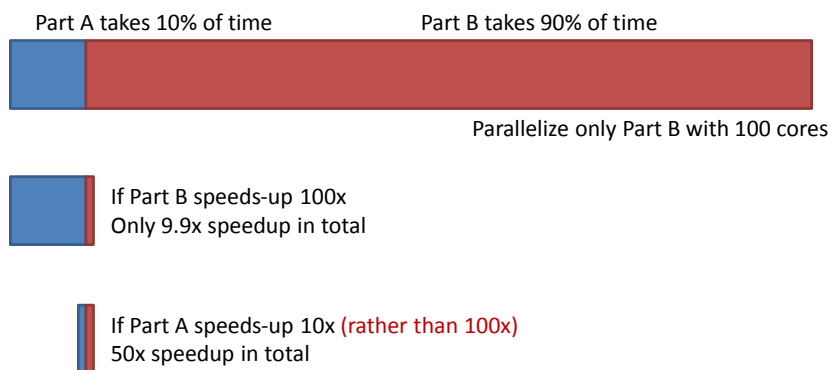 Part A takes 10% of time
Part B takes 90% of time
Parallelize only Part B with 100 cores
If Part B speeds-up 100x
Only 9.9x speedup in total
If Part A speeds-up 10x (rather than 100x)
50x speedup in total